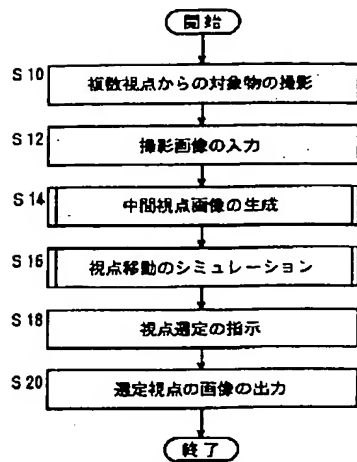 開始
S10
複数視点からの対象物の撮影
S12
撮影画像の入力
S14
中間視点画像の生成
S16
視点移動のシミュレーション
S18
視点選定の指示
S20
選定視点の画像の出力
終了